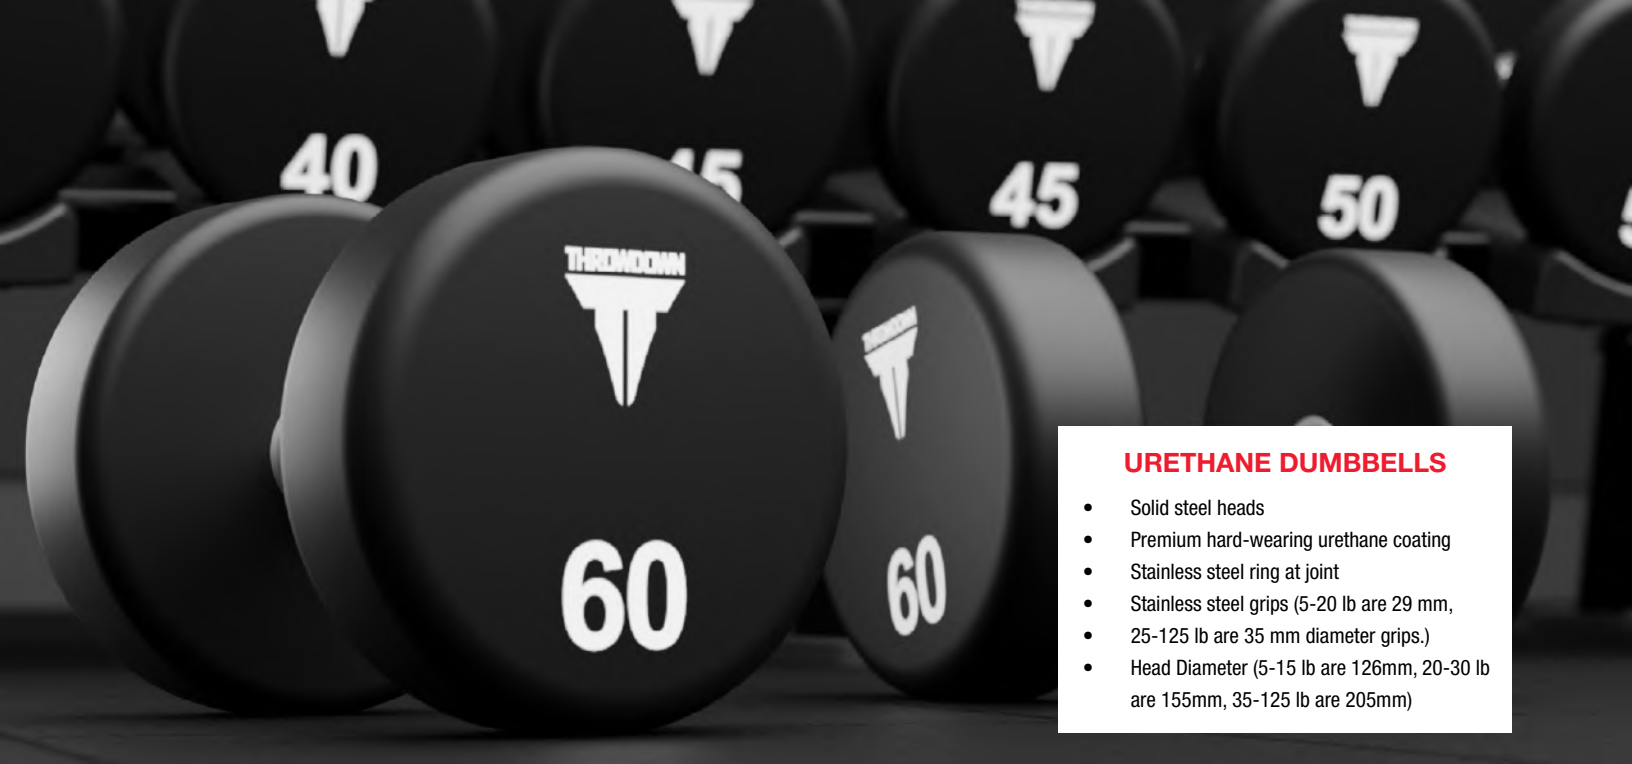 40
45
45
50
THROWDOWN
60
THROWDOWN
60
URETHANE DUMBBELLS
• Solid steel heads
• Premium hard-wearing urethane coating
• Stainless steel ring at joint
• Stainless steel grips (5-20 lb are 29 mm,
• 25-125 lb are 35 mm diameter grips.)
• Head Diameter (5-15 lb are 126mm, 20-30 lb
are 155mm, 35-125 lb are 205mm)